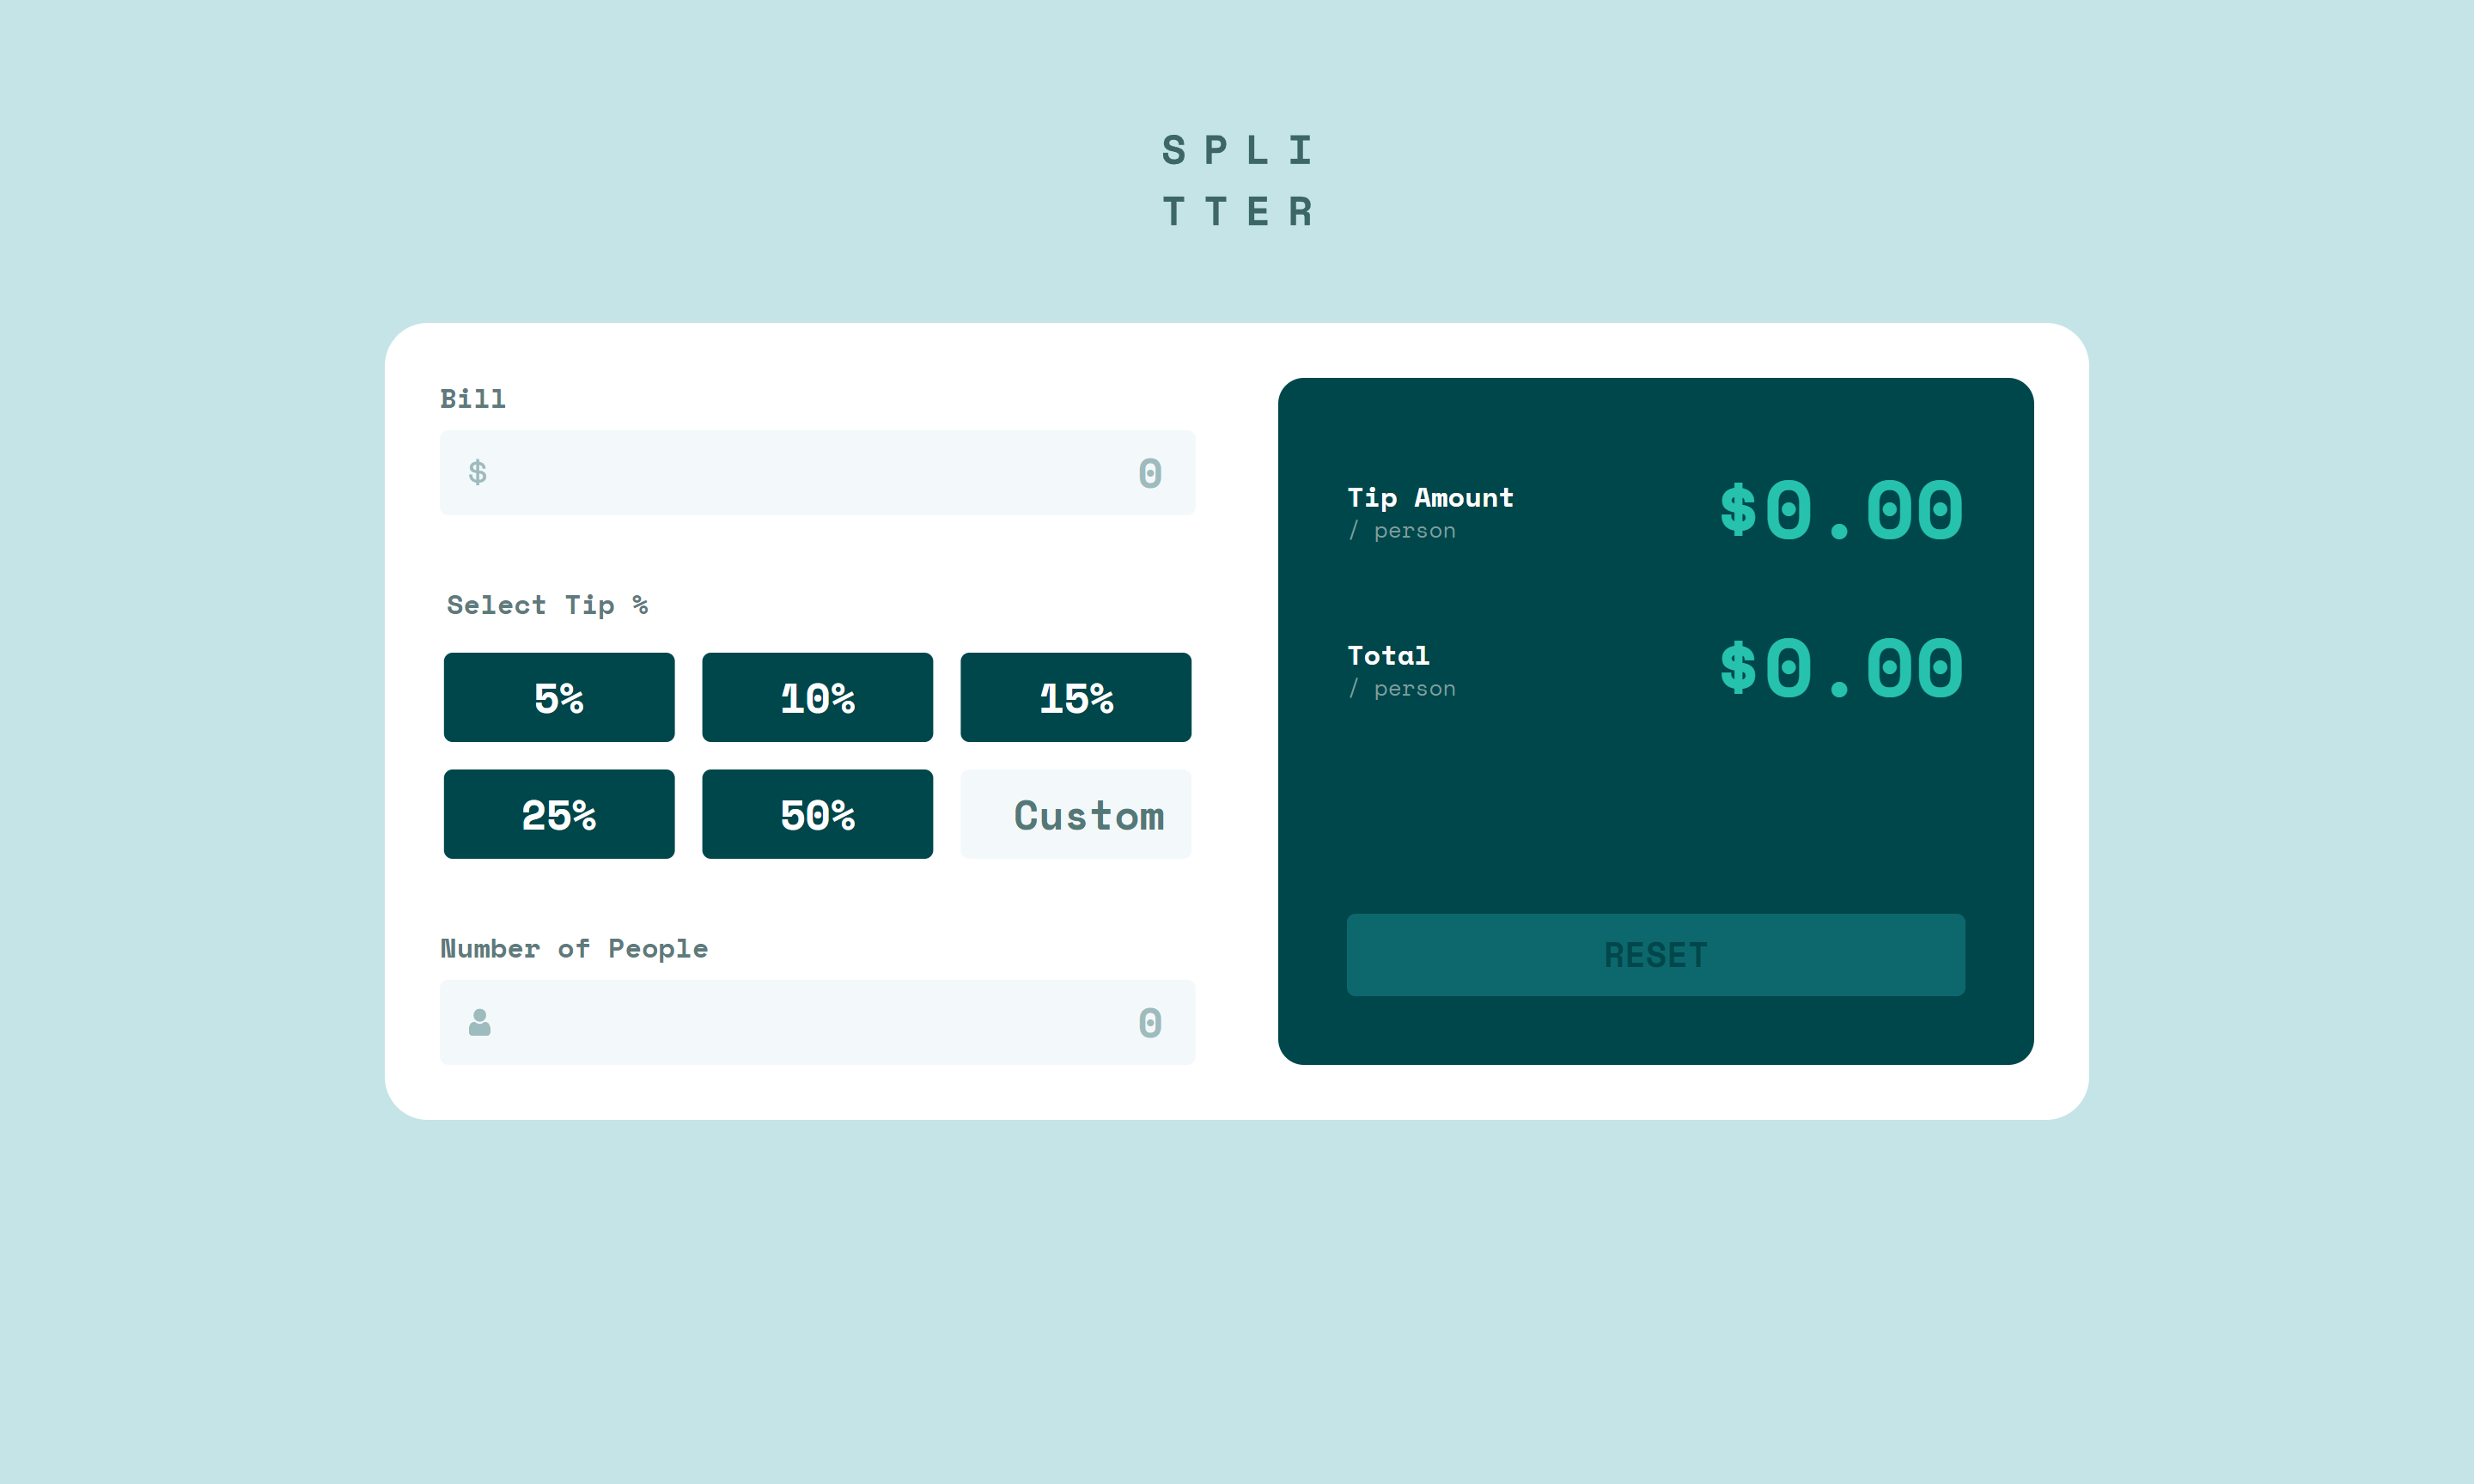 SPLI
TTER
Bill
$ 0
Select Tip %
5% 10% 15%
25% 50% Custom
Number of People
0
Tip Amount
/ person
$0.00
Total
/ person
$0.00
RESET